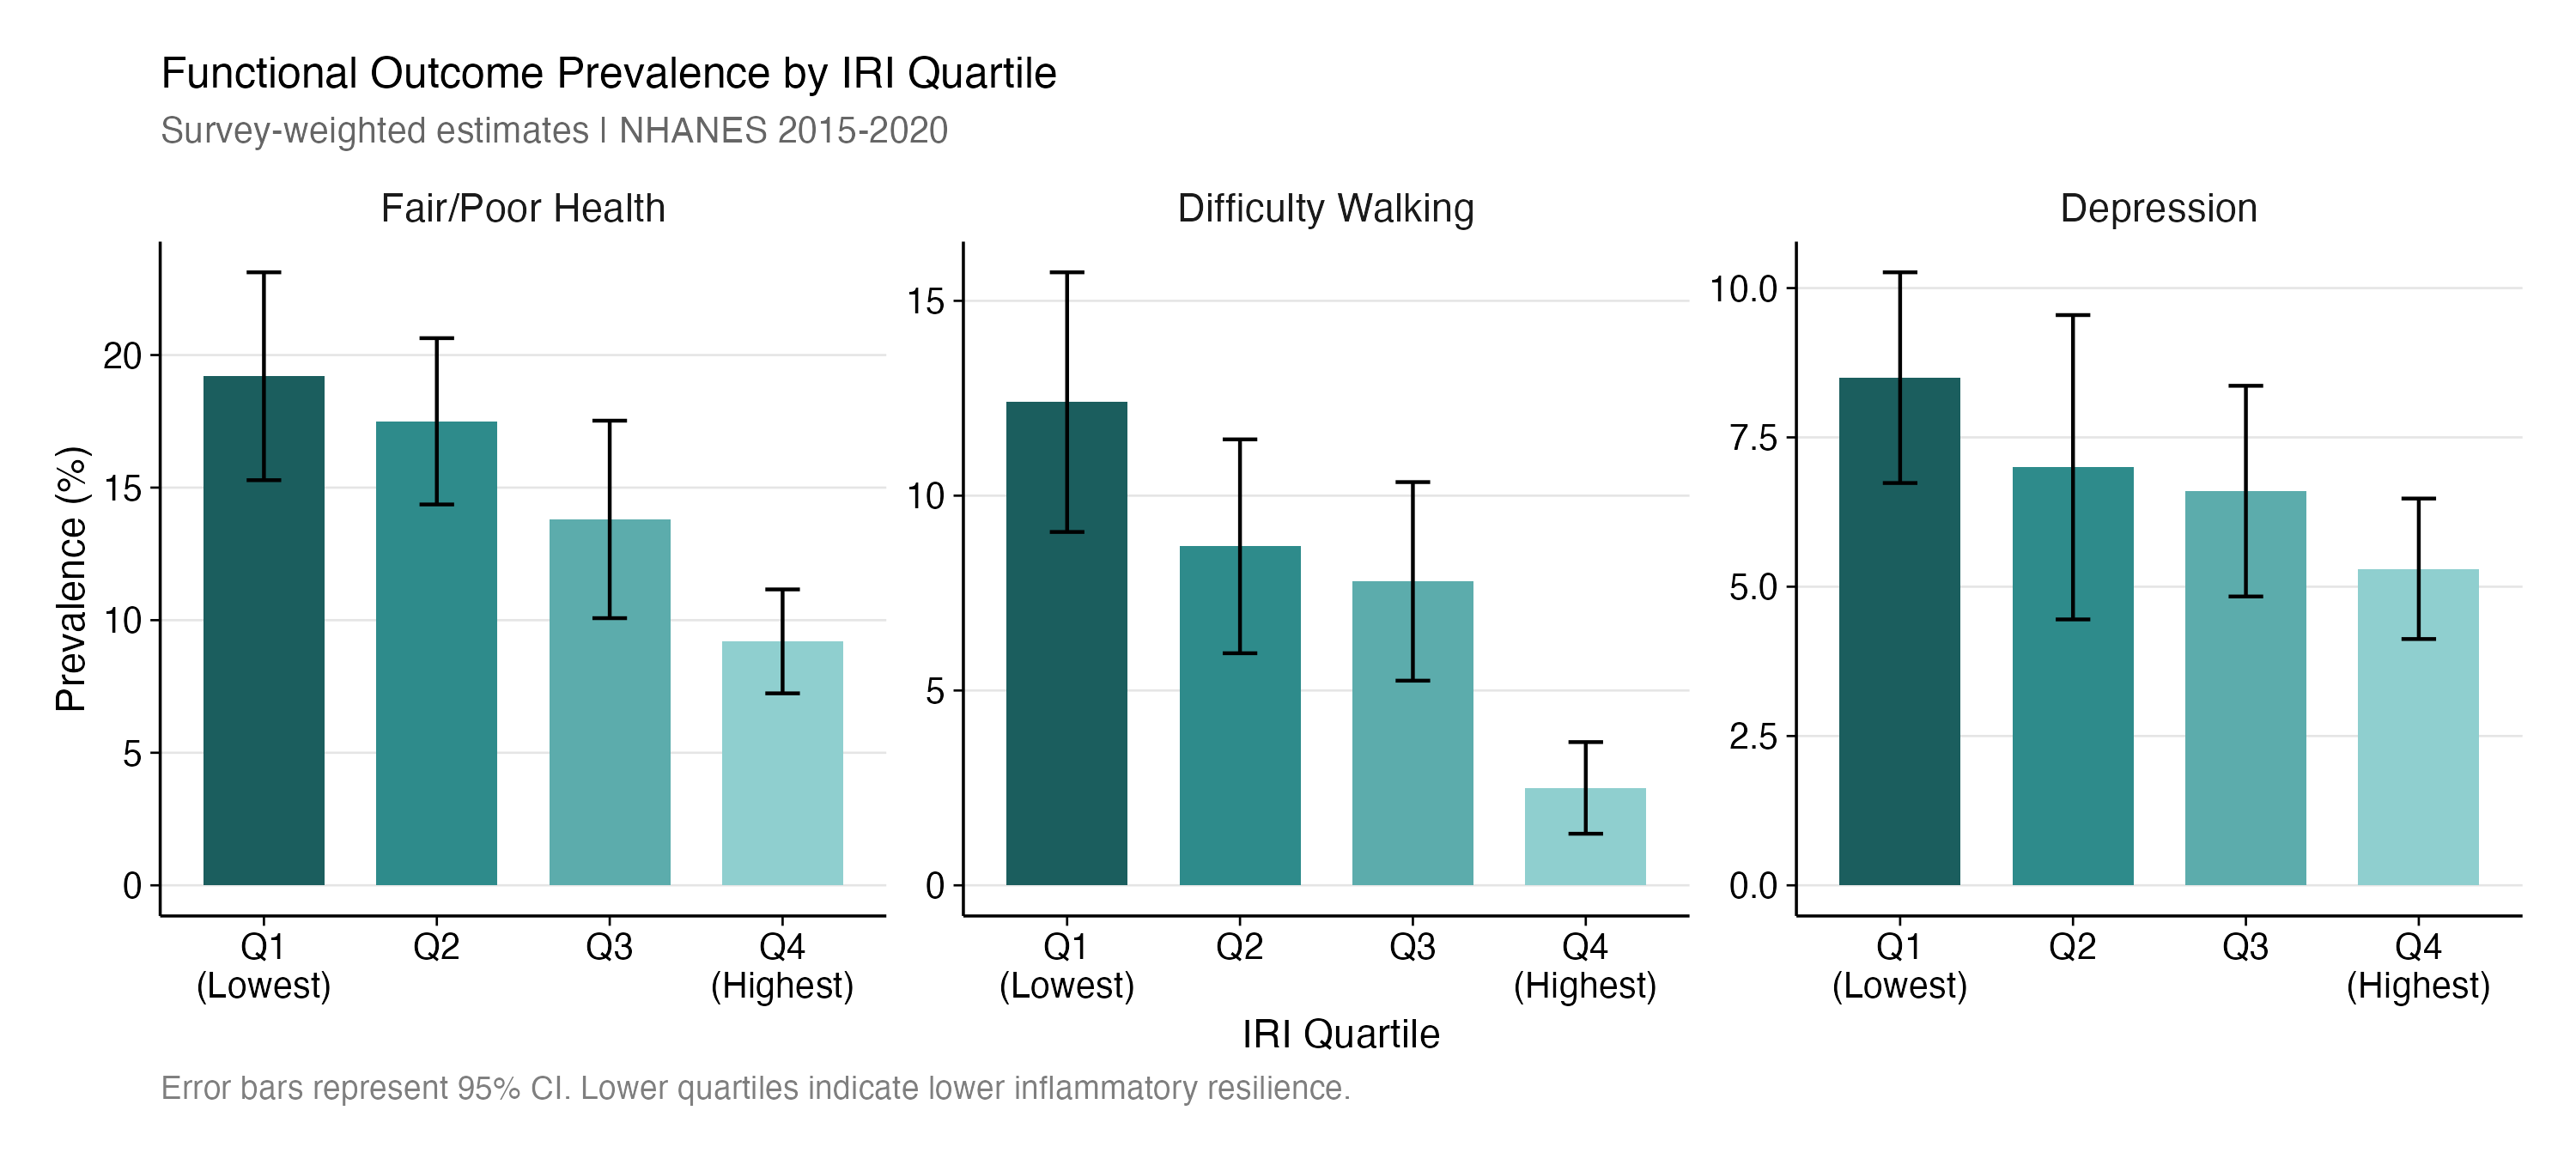 Functional Outcome Prevalence by IRI Quartile
Survey-weighted estimates | NHANES 2015-2020
Fair/Poor Health
Difficulty Walking
Depression
Prevalence (%)
20
15
10
5
0
15
10
5
0
10.0
7.5
5.0
2.5
0.0
Q1 (Lowest)
Q2
Q3
Q4 (Highest)
Q1 (Lowest)
Q2
Q3
Q4 (Highest)
Q1 (Lowest)
Q2
Q3
Q4 (Highest)
IRI Quartile
Error bars represent 95% CI. Lower quartiles indicate lower inflammatory resilience.